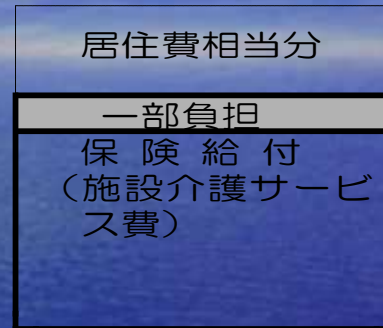 居住費相当分
一部負担
保険給付
（施設介護サービ
ス費）